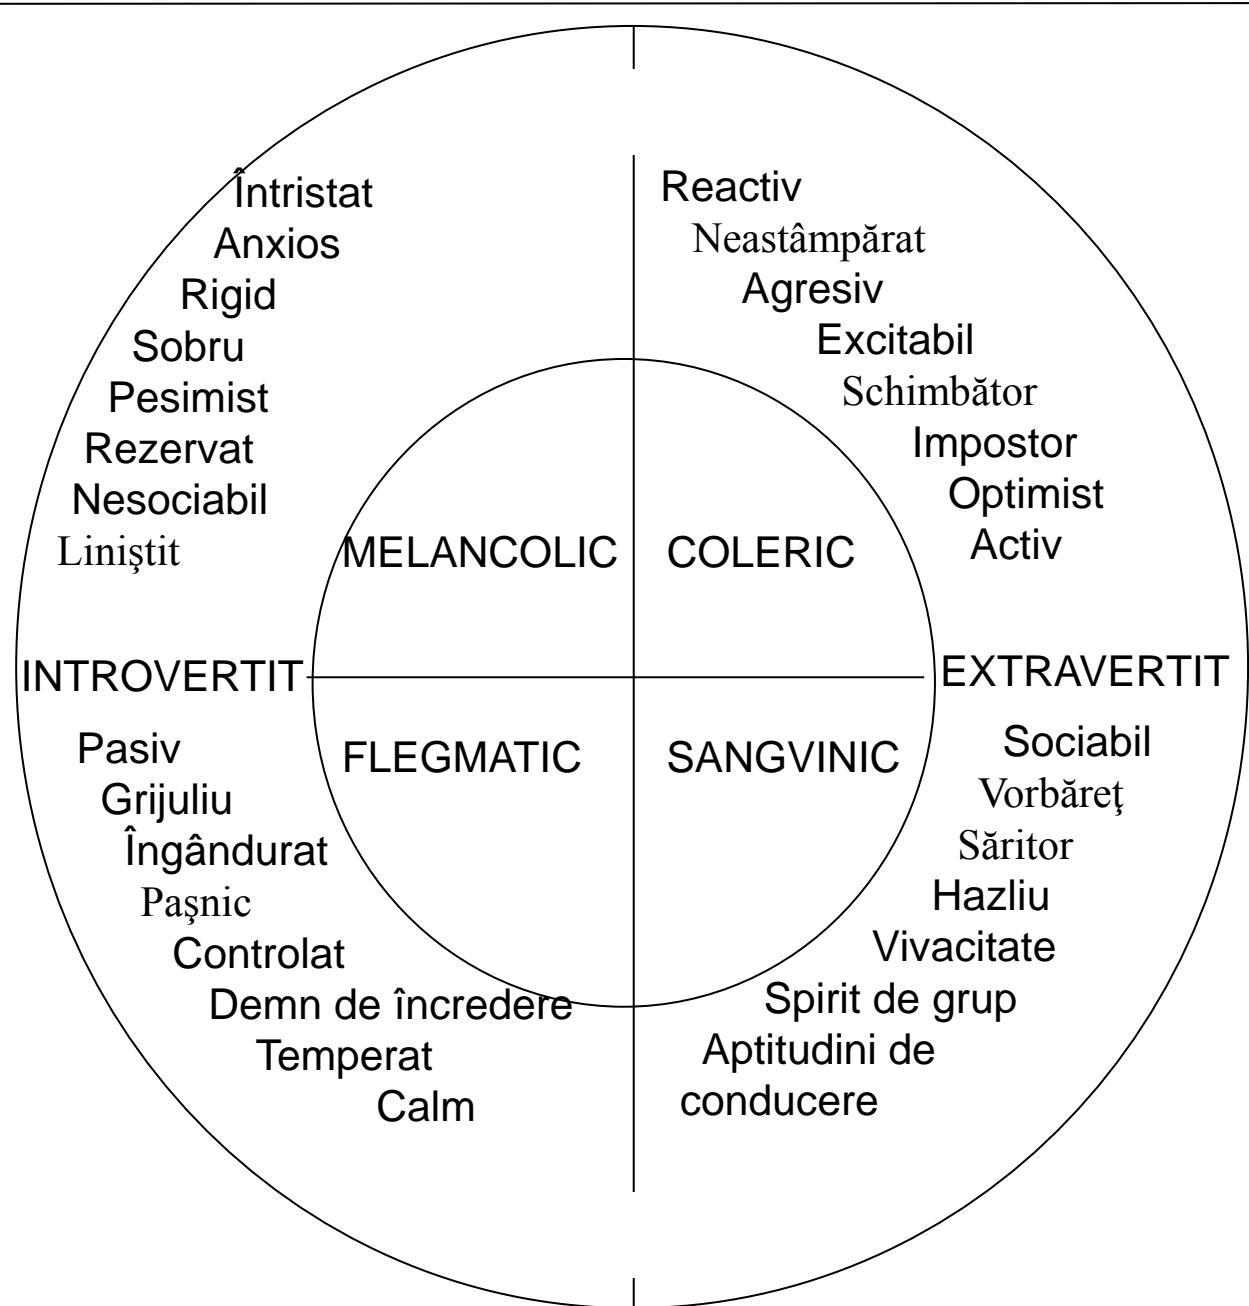 Întristat
Anxios
Rigid
Sobru
Pesimist
Rezervat
Nesociabil
Liniştit
Reactiv
Neastâmpărat
Agresiv
Excitabil
Schimbător
Impostor
Optimist
Activ
MELANCOLIC
COLERIC
INTROVERTIT
EXTRAVERTIT
FLEGMATIC
SANGVINIC
Pasiv
Grijuliu
Îngândurat
Paşnic
Controlat
Demn de încredere
Temperat
Calm
Sociabil
Vorbăreţ
Săritor
Hazliu
Vivacitate
Spirit de grup
Aptitudini de
conducere